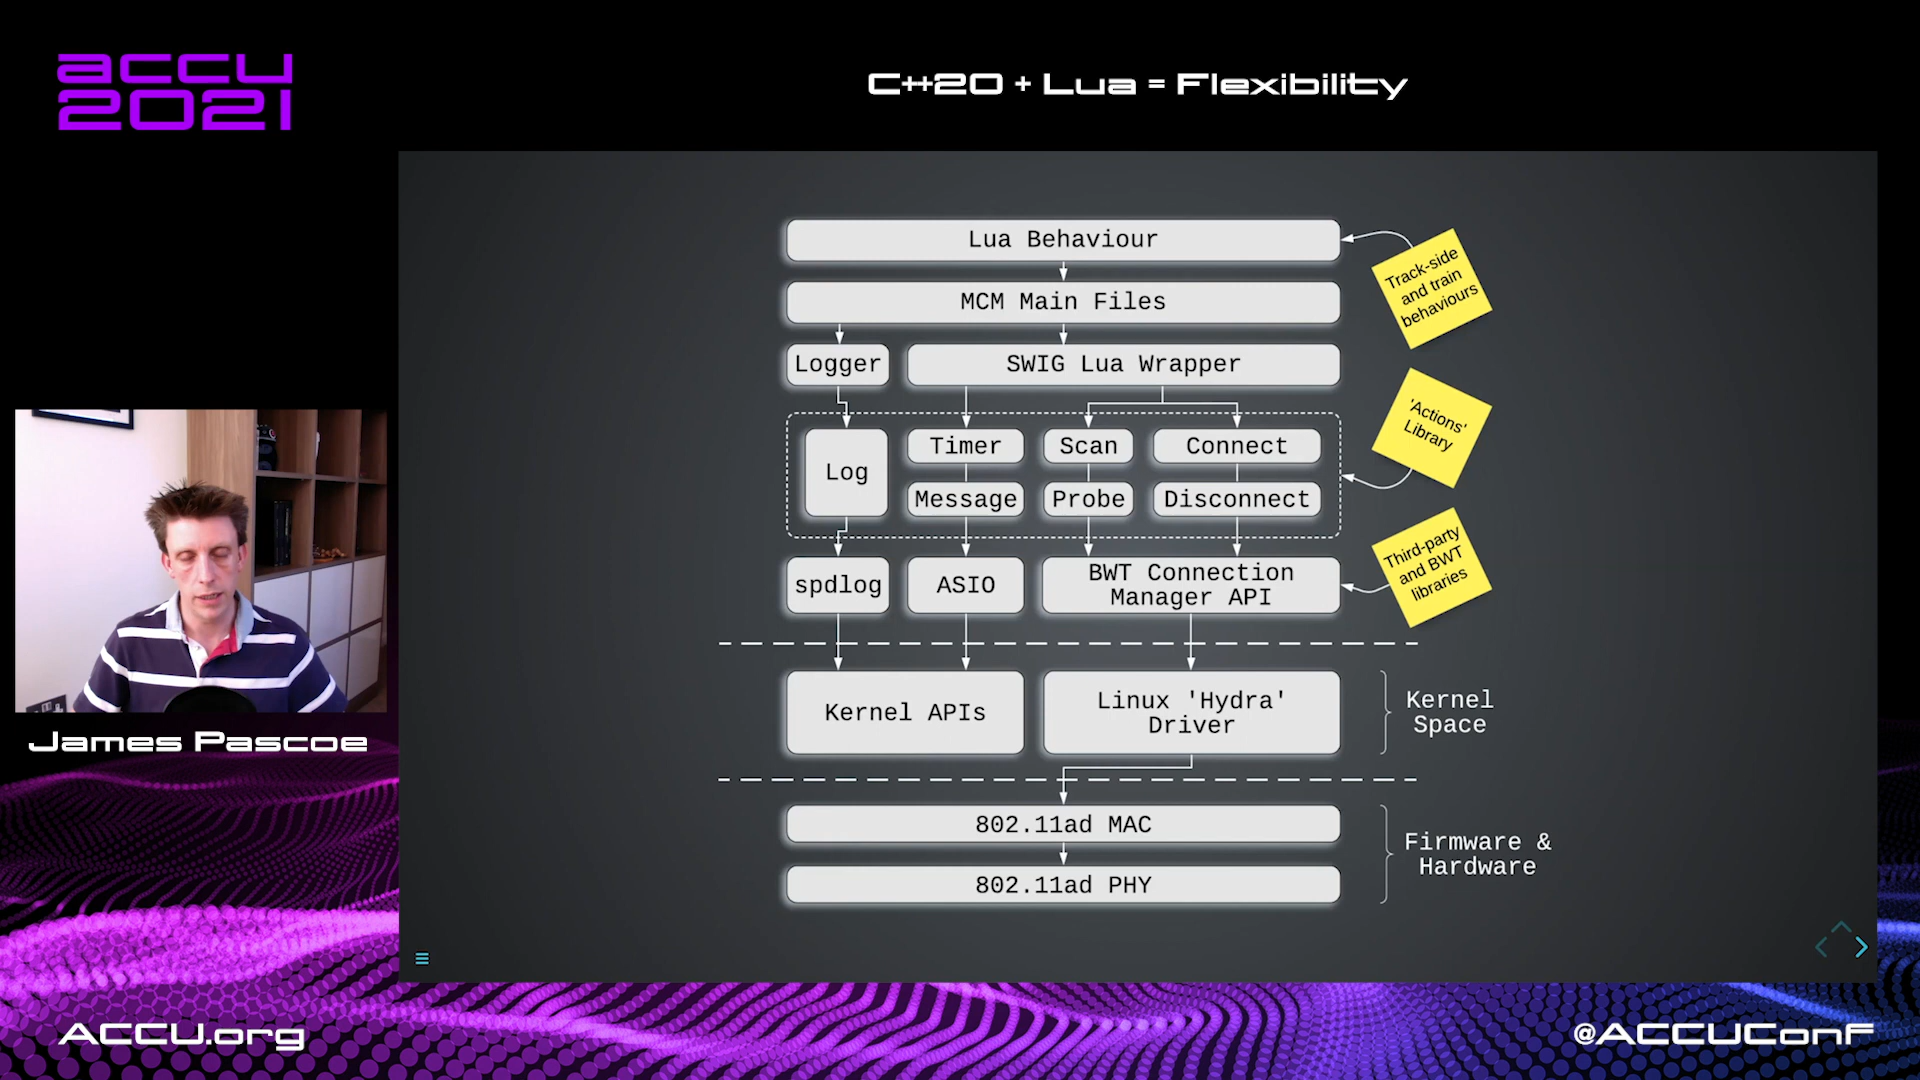 accu
2021
C++20 + Lua = Flexibility
Lua Behaviour
MCM Main Files
Logger
SWIG Lua Wrapper
Log
Timer
Scan
Connect
Message
Probe
Disconnect
spdlog
ASIO
BWT Connection
Manager API
Kernel APIs
Linux 'Hydra'
Driver
802.11ad MAC
802.11ad PHY
Track-side
and train
behaviours
'Actions'
Library
Third-party
and BWT
libraries
Kernel
Space
Firmware &
Hardware
James Pascoe
ACCU.org
@ACCUConf